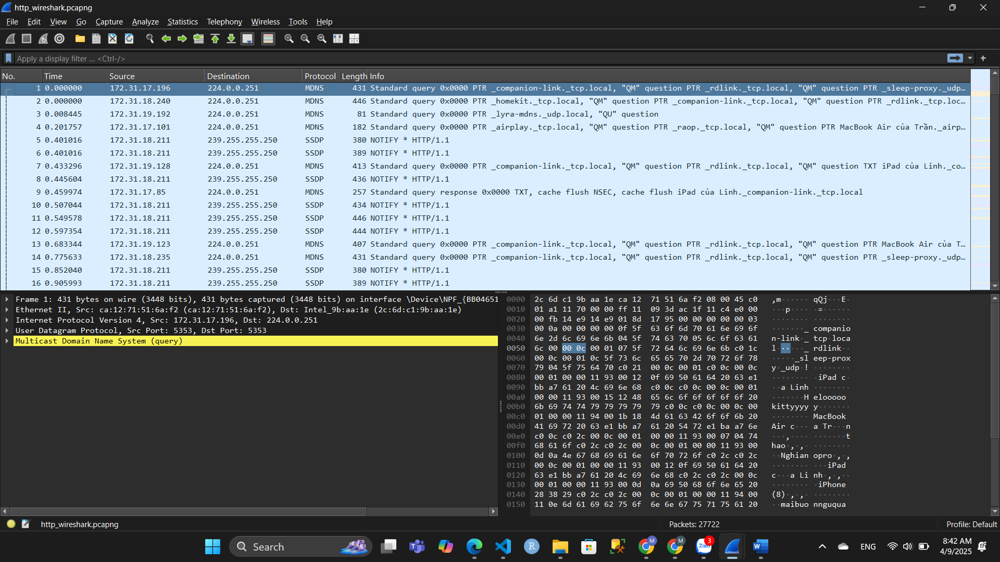 http_wireshark.pcapng
File Edit View Go Capture Analyze Statistics Telephony Wireless Tools Help
Apply a display filter ... <Ctrl-/>
No. Time Source Destination Protocol Length Info
1 0.000000 172.31.17.196 224.0.0.251 MDNS 431 Standard query 0x0000 PTR _companion-link._tcp.local, "QM" question PTR _rdlink._tcp.local, "QM" question PTR _sleep-proxy._udp…
2 0.000000 172.31.18.240 224.0.0.251 MDNS 446 Standard query 0x0000 PTR _homekit._tcp.local, "QM" question PTR _companion-link._tcp.local, "QM" question PTR _rdlink._tcp.loc…
3 0.008445 172.31.19.192 224.0.0.251 MDNS 81 Standard query 0x0000 PTR _lyra-mdns._udp.local, "QU" question
4 0.201757 172.31.17.101 224.0.0.251 MDNS 182 Standard query 0x0000 PTR _airplay._tcp.local, "QM" question PTR _raop._tcp.local, "QM" question PTR MacBook Air của Trần._airp…
5 0.401016 172.31.18.211 239.255.255.250 SSDP 380 NOTIFY * HTTP/1.1
6 0.401016 172.31.18.211 239.255.255.250 SSDP 389 NOTIFY * HTTP/1.1
7 0.433296 172.31.19.128 224.0.0.251 MDNS 413 Standard query 0x0000 PTR _companion-link._tcp.local, "QM" question PTR _rdlink._tcp.local, "QM" question TXT iPad của Linh._co…
8 0.445604 172.31.18.211 239.255.255.250 SSDP 436 NOTIFY * HTTP/1.1
9 0.459974 172.31.17.85 224.0.0.251 MDNS 257 Standard query response 0x0000 TXT, cache flush NSEC, cache flush iPad của Linh._companion-link._tcp.local
10 0.507044 172.31.18.211 239.255.255.250 SSDP 434 NOTIFY * HTTP/1.1
11 0.549578 172.31.18.211 239.255.255.250 SSDP 446 NOTIFY * HTTP/1.1
12 0.597354 172.31.18.211 239.255.255.250 SSDP 444 NOTIFY * HTTP/1.1
13 0.683344 172.31.19.123 224.0.0.251 MDNS 407 Standard query 0x0000 PTR _companion-link._tcp.local, "QM" question PTR _rdlink._tcp.local, "QM" question PTR MacBook Air của T…
14 0.775633 172.31.18.235 224.0.0.251 MDNS 431 Standard query 0x0000 PTR _companion-link._tcp.local, "QM" question PTR _rdlink._tcp.local, "QM" question PTR _sleep-proxy._udp…
15 0.852040 172.31.18.211 239.255.255.250 SSDP 380 NOTIFY * HTTP/1.1
16 0.905993 172.31.18.211 239.255.255.250 SSDP 389 NOTIFY * HTTP/1.1
Frame 1: 431 bytes on wire (3448 bits), 431 bytes captured (3448 bits) on interface \Device\NPF_{BB04651
Ethernet II, Src: ca:12:71:51:6a:f2 (ca:12:71:51:6a:f2), Dst: Intel_9b:aa:1e (2c:6d:c1:9b:aa:1e)
Internet Protocol Version 4, Src: 172.31.17.196, Dst: 224.0.0.251
User Datagram Protocol, Src Port: 5353, Dst Port: 5353
Multicast Domain Name System (query)
0000 2c 6d c1 9b aa 1e ca 12 71 51 6a f2 08 00 45 c0 ,m······ qQj···E·
0010 01 a1 11 70 00 00 ff 11 09 3d ac 1f 11 c4 e0 00 ···p···· ·=······
0020 00 fb 14 e9 14 e9 01 8d 17 95 00 00 00 00 00 03 ········ ········
0030 00 0a 00 00 00 00 0f 5f 63 6f 6d 70 61 6e 69 6f ·······_ companio
0040 6e 2d 6c 69 6e 6b 04 5f 74 63 70 05 6c 6f 63 61 n-link·_ tcp·loca
0050 6c 00 00 0c 00 01 07 5f 72 64 6c 69 6e 6b c0 1c l······_ rdlink··
0060 00 0c 00 01 0c 5f 73 6c 65 65 70 2d 70 72 6f 78 ·····_sl eep-prox
0070 79 04 5f 75 64 70 c0 21 00 0c 00 01 c0 0c 00 0c y·_udp·! ········
0080 00 01 00 00 11 93 00 12 0f 69 50 61 64 20 63 e1 ········ ·iPad c·
0090 bb a7 61 20 4c 69 6e 68 c0 0c c0 0c 00 0c 00 01 ··a Linh ········
00a0 00 00 11 93 00 15 12 48 65 6c 6f 6f 6f 6f 6f 20 ·······H elooooo
00b0 6b 69 74 74 79 79 79 79 79 c0 0c c0 0c 00 0c 00 kittyyyy y·······
00c0 01 00 00 11 94 00 1b 18 4d 61 63 42 6f 6f 6b 20 ········ MacBook
00d0 41 69 72 20 63 e1 bb a7 61 20 54 72 e1 ba a7 6e Air c··· a Tr···n
00e0 c0 0c c0 2c 00 0c 00 01 00 00 11 93 00 07 04 74 ···,···· ·······t
00f0 68 61 6f c0 2c c0 2c 00 0c 00 01 00 00 11 93 00 hao·,·,· ········
0100 0d 0a 4e 67 68 69 61 6e 6f 70 72 6f c0 2c c0 2c ··Nghian opro·,·,
0110 00 0c 00 01 00 00 11 93 00 12 0f 69 50 61 64 20 ········ ···iPad
0120 63 e1 bb a7 61 20 4c 69 6e 68 c0 2c c0 2c 00 0c c···a Li nh·,·,··
0130 00 01 00 00 11 93 00 0d 0a 69 50 68 6f 6e 65 20 ········ ·iPhone
0140 28 38 29 c0 2c c0 2c 00 0c 00 01 00 00 11 94 00 (8)·,·,· ········
0150 11 0e 6d 61 69 62 75 6f 6e 6e 67 75 71 75 61 20 ··maibuo nnguqua
http_wireshark.pcapng Packets: 27722 Profile: Default
Search
Zalo 3
ENG
8:42 AM
4/9/2025